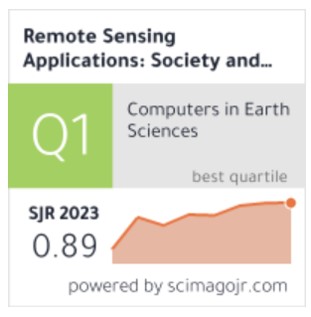 Remote Sensing
Applications: Society and...
Q1
Computers in Earth
Sciences
best quartile
SJR 2023
0.89
powered by scimagojr.com